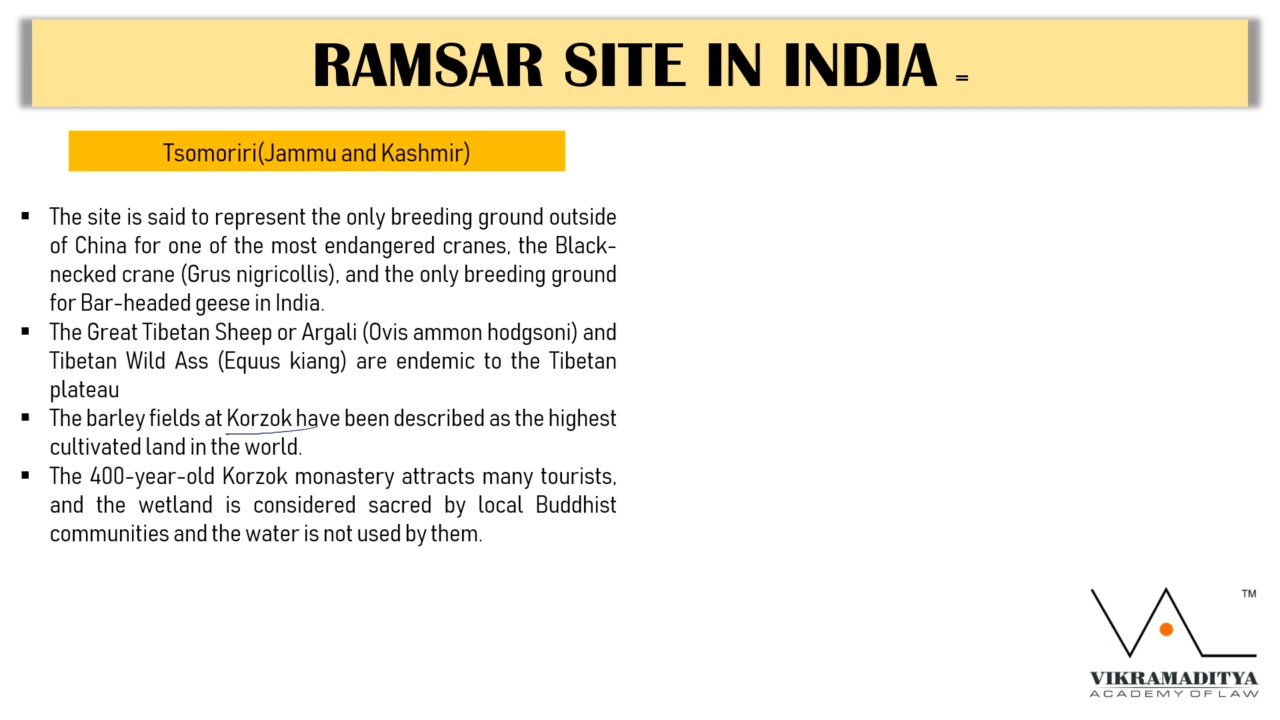 RAMSAR SITE IN INDIA =
Tsomoriri(Jammu and Kashmir)
▪ The site is said to represent the only breeding ground outside
of China for one of the most endangered cranes, the Black-
necked crane (Grus nigricollis), and the only breeding ground
for Bar-headed geese in India.
▪ The Great Tibetan Sheep or Argali (Ovis ammon hodgsoni) and
Tibetan Wild Ass (Equus kiang) are endemic to the Tibetan
plateau
▪ The barley fields at Korzok have been described as the highest
cultivated land in the world.
▪ The 400-year-old Korzok monastery attracts many tourists,
and the wetland is considered sacred by local Buddhist
communities and the water is not used by them.
TM
VIKRAMADITYA
ACADEMY OF LAW